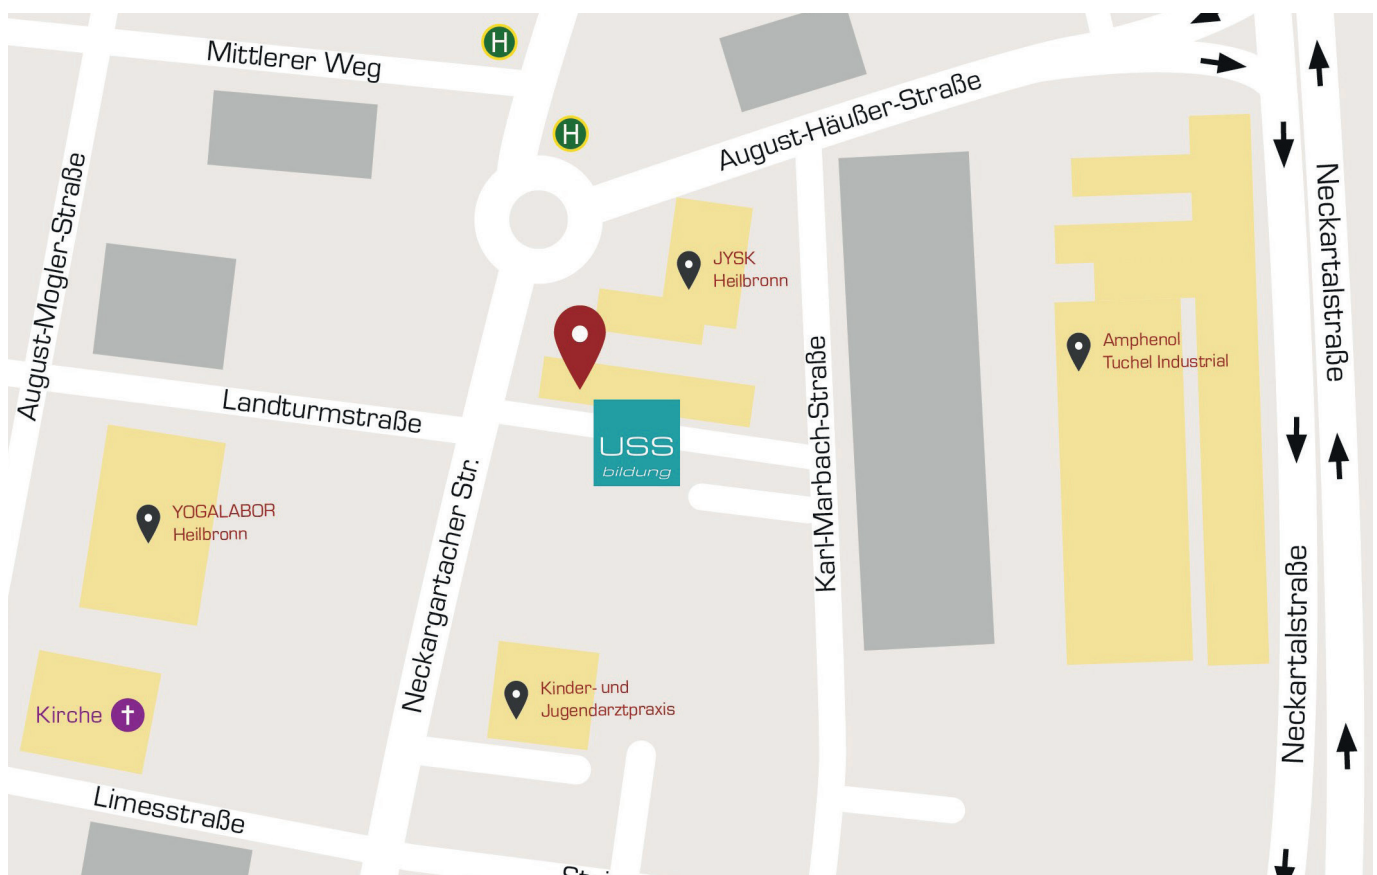 Mittlerer Weg
H
H
August-Häußer-Straße
August-Mogler-Straße
Neckartalstraße
JYSK
Heilbronn
Amphenol
Tuchel Industrial
Karl-Marbach-Straße
Landturmstraße
USS
bildung
Neckargartacher Str.
YOGALABOR
Heilbronn
Neckartalstraße
Kinder- und
Jugendarztpraxis
Kirche
Limesstraße